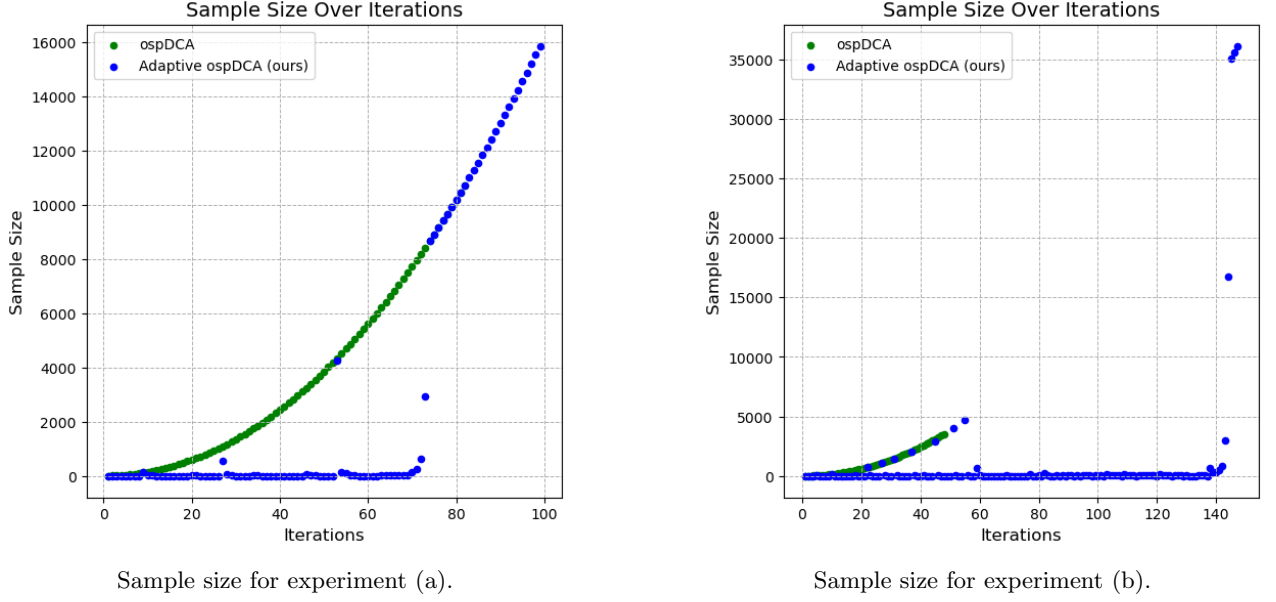 Sample Size Over Iterations
ospDCA
Adaptive ospDCA (ours)
16000
14000
12000
10000
8000
6000
4000
2000
0
Sample Size
0 20 40 60 80 100
Iterations
Sample size for experiment (a).
Sample Size Over Iterations
ospDCA
Adaptive ospDCA (ours)
35000
30000
25000
20000
15000
10000
5000
0
Sample Size
0 20 40 60 80 100 120 140
Iterations
Sample size for experiment (b).